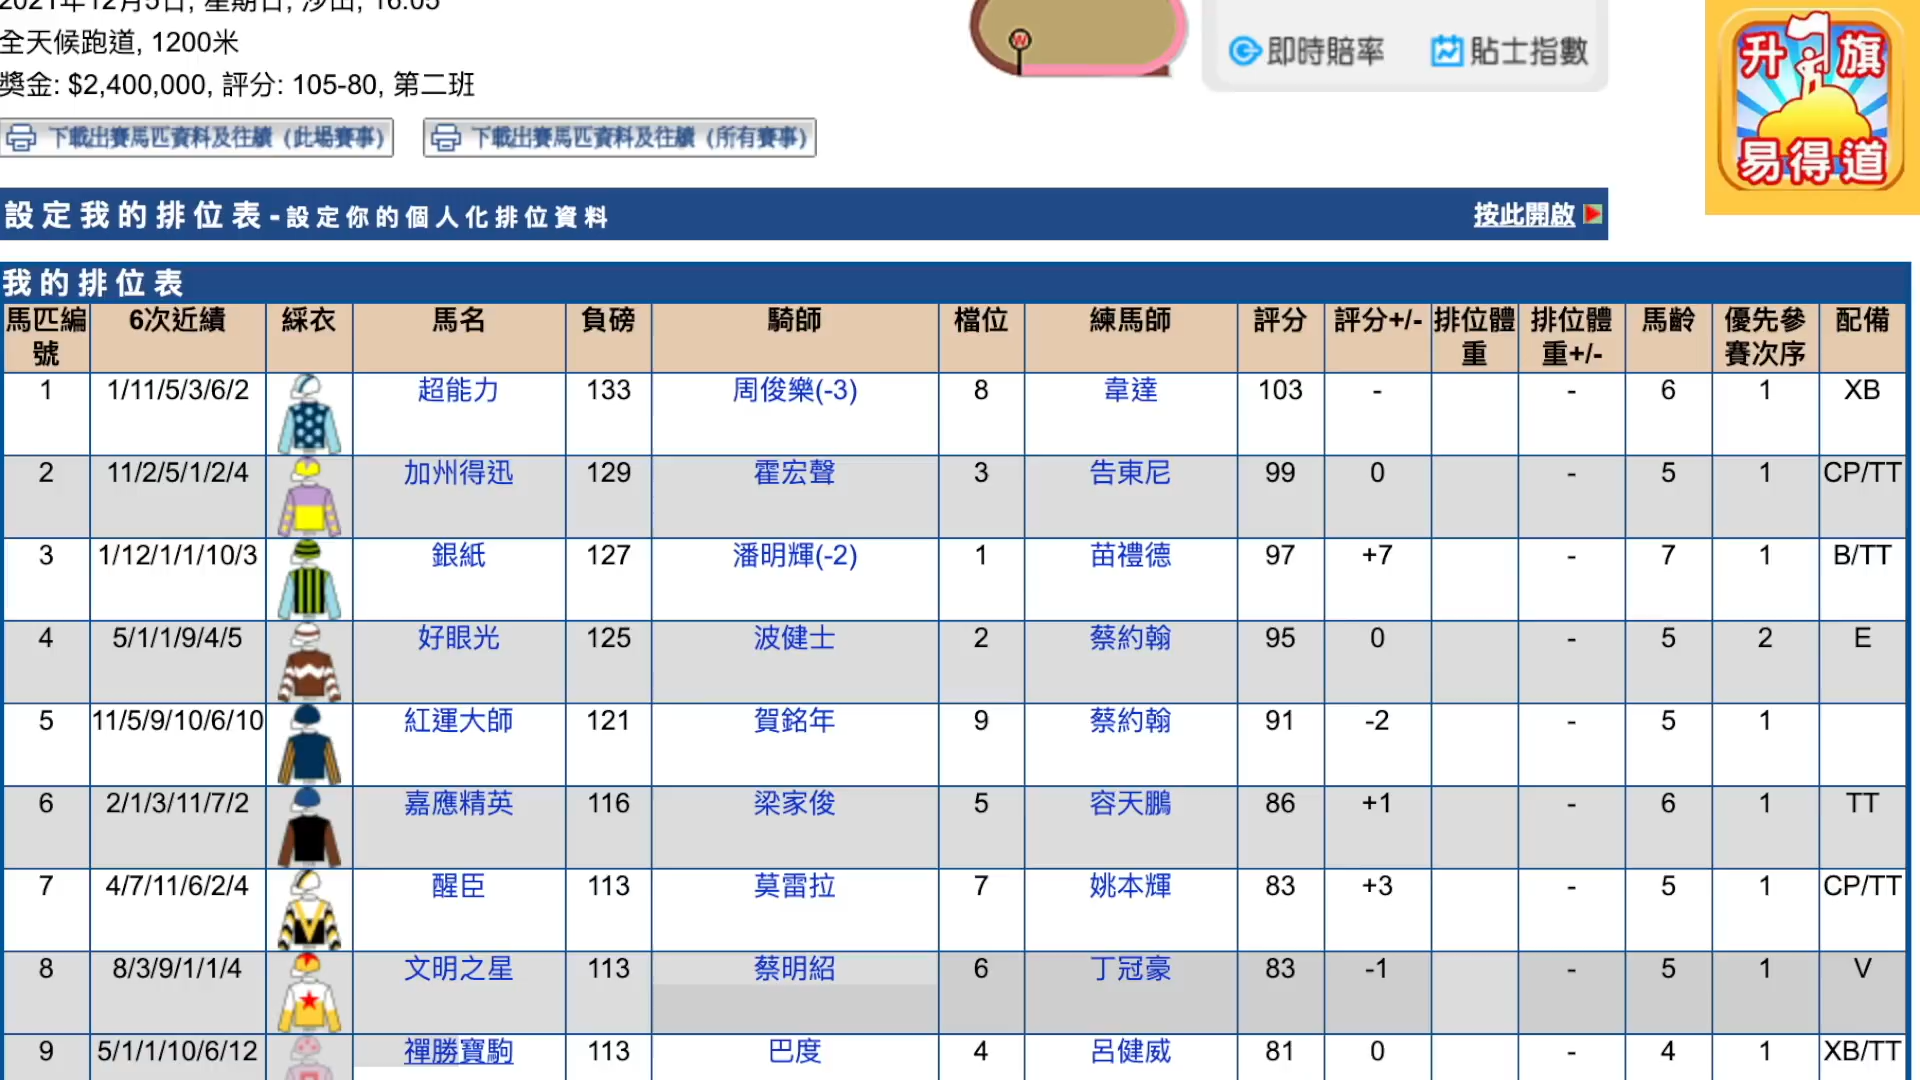 2021年12月5日, 星期日, 沙田, 16:05
全天候跑道, 1200米
獎金: $2,400,000, 評分: 105-80, 第二班
下載出賽馬匹資料及往績（此場賽事） 下載出賽馬匹資料及往績（所有賽事）
W
即時賠率 貼士指數
升旗
易得道
設定我的排位表-設定你的個人化排位資料 按此開啟
我的排位表
馬匹編號 6次近績 綵衣 馬名 負磅 騎師 檔位 練馬師 評分 評分+/- 排位體重 排位體重+/- 馬齡 優先參賽次序 配備
1 1/11/5/3/6/2 超能力 133 周俊樂(-3) 8 韋達 103 - - 6 1 XB
2 11/2/5/1/2/4 加州得迅 129 霍宏聲 3 告東尼 99 0 - 5 1 CP/TT
3 1/12/1/1/10/3 銀紙 127 潘明輝(-2) 1 苗禮德 97 +7 - 7 1 B/TT
4 5/1/1/9/4/5 好眼光 125 波健士 2 蔡約翰 95 0 - 5 2 E
5 11/5/9/10/6/10 紅運大師 121 賀銘年 9 蔡約翰 91 -2 - 5 1
6 2/1/3/11/7/2 嘉應精英 116 梁家俊 5 容天鵬 86 +1 - 6 1 TT
7 4/7/11/6/2/4 醒臣 113 莫雷拉 7 姚本輝 83 +3 - 5 1 CP/TT
8 8/3/9/1/1/4 文明之星 113 蔡明紹 6 丁冠豪 83 -1 - 5 1 V
9 5/1/1/10/6/12 禪勝寶駒 113 巴度 4 呂健威 81 0 - 4 1 XB/TT